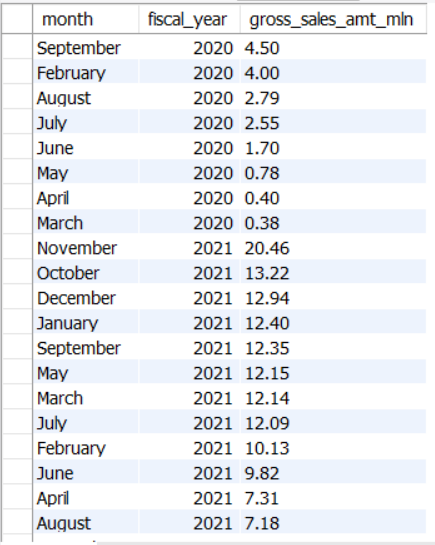 month fiscal_year gross_sales_amt_mln
September 2020 4.50
February 2020 4.00
August 2020 2.79
July 2020 2.55
June 2020 1.70
May 2020 0.78
April 2020 0.40
March 2020 0.38
November 2021 20.46
October 2021 13.22
December 2021 12.94
January 2021 12.40
September 2021 12.35
May 2021 12.15
March 2021 12.14
July 2021 12.09
February 2021 10.13
June 2021 9.82
April 2021 7.31
August 2021 7.18